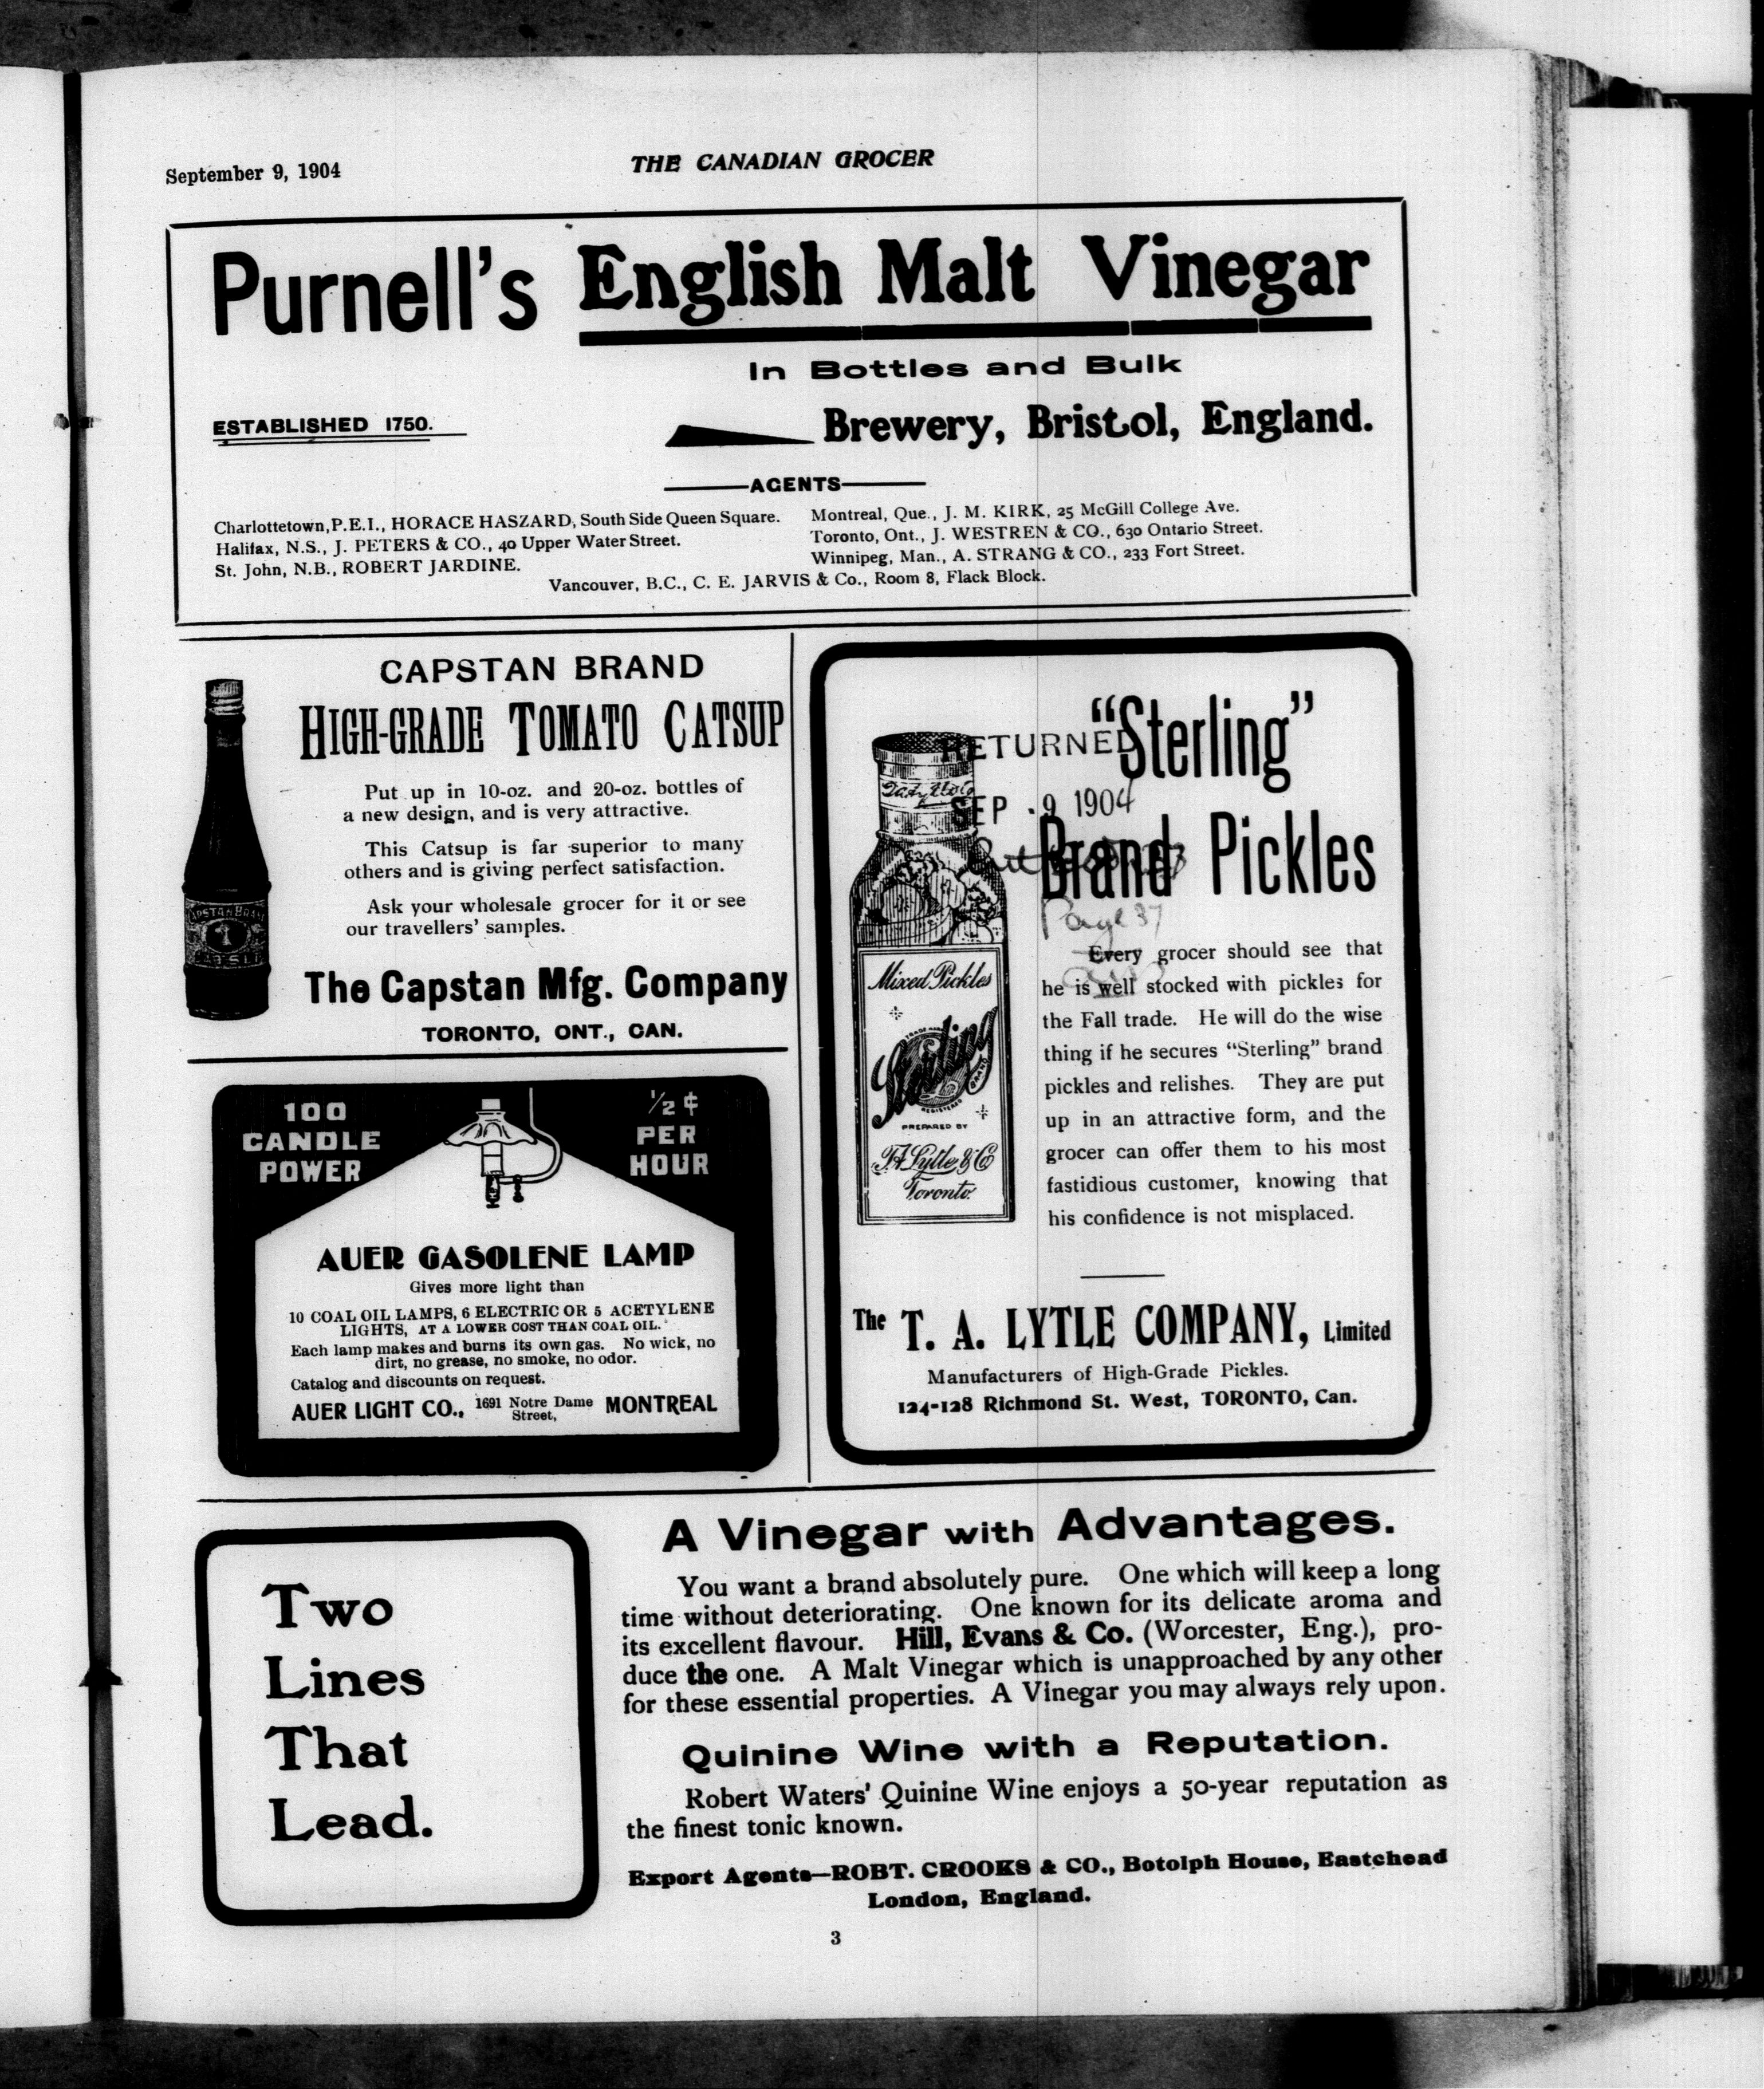 September 9, 1904
THE CANADIAN GROCER
Purnell's English Malt Vinegar
In Bottles and Bulk
ESTABLISHED 1750.
Brewery, Bristol, England.
AGENTS
Charlottetown, P.E.I., HORACE HASZARD, South Side Queen Square.
Halifax, N.S., J. PETERS & CO., 40 Upper Water Street.
St. John, N.B., ROBERT JARDINE.
Montreal, Que., J. M. KIRK, 25 McGill College Ave.
Toronto, Ont., J. WESTREN & CO., 630 Ontario Street.
Winnipeg, Man., A. STRANG & CO., 233 Fort Street.
Vancouver, B.C., C. E. JARVIS & Co., Room 8, Flack Block.
CAPSTAN BRAND
HIGH-GRADE TOMATO CATSUP
Put up in 10-oz. and 20-oz. bottles of
a new design, and is very attractive.
This Catsup is far superior to many
others and is giving perfect satisfaction.
Ask your wholesale grocer for it or see
our travellers' samples.
The Capstan Mfg. Company
TORONTO, ONT., CAN.
CAPSTAN BRAND
CATSUP
100
CANDLE
POWER
½ ¢
PER
HOUR
AUER GASOLENE LAMP
Gives more light than
10 COAL OIL LAMPS, 6 ELECTRIC OR 5 ACETYLENE
LIGHTS, AT A LOWER COST THAN COAL OIL.
Each lamp makes and burns its own gas. No wick, no
dirt, no grease, no smoke, no odor.
Catalog and discounts on request.
AUER LIGHT CO., 1691 Notre Dame Street, MONTREAL
"Sterling"
Brand Pickles
RETURNED
SEP 9 1904
Page 37
Every grocer should see that
he is well stocked with pickles for
the Fall trade. He will do the wise
thing if he secures "Sterling" brand
pickles and relishes. They are put
up in an attractive form, and the
grocer can offer them to his most
fastidious customer, knowing that
his confidence is not misplaced.
Mixed Pickles
TRADE MARK
Sterling
BRAND
REGISTERED
PREPARED BY
T A Lytle & Co
Toronto.
The T. A. LYTLE COMPANY, Limited
Manufacturers of High-Grade Pickles.
124-128 Richmond St. West, TORONTO, Can.
Two
Lines
That
Lead.
A Vinegar with Advantages.
You want a brand absolutely pure. One which will keep a long
time without deteriorating. One known for its delicate aroma and
its excellent flavour. Hill, Evans & Co. (Worcester, Eng.), pro-
duce the one. A Malt Vinegar which is unapproached by any other
for these essential properties. A Vinegar you may always rely upon.
Quinine Wine with a Reputation.
Robert Waters' Quinine Wine enjoys a 50-year reputation as
the finest tonic known.
Export Agents—ROBT. CROOKS & CO., Botolph House, Eastchead
London, England.
3